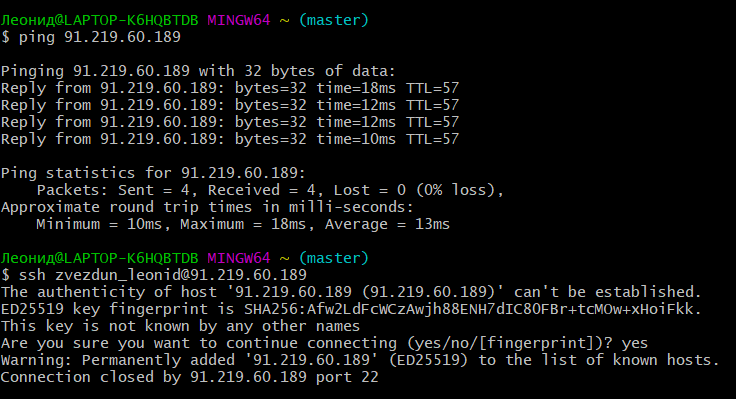 Леонид@LAPTOP-K6HQBTDB MINGW64 ~ (master)
$ ping 91.219.60.189
Pinging 91.219.60.189 with 32 bytes of data:
Reply from 91.219.60.189: bytes=32 time=18ms TTL=57
Reply from 91.219.60.189: bytes=32 time=12ms TTL=57
Reply from 91.219.60.189: bytes=32 time=12ms TTL=57
Reply from 91.219.60.189: bytes=32 time=10ms TTL=57
Ping statistics for 91.219.60.189:
    Packets: Sent = 4, Received = 4, Lost = 0 (0% loss),
Approximate round trip times in milli-seconds:
    Minimum = 10ms, Maximum = 18ms, Average = 13ms
Леонид@LAPTOP-K6HQBTDB MINGW64 ~ (master)
$ ssh zvezdun_leonid@91.219.60.189
The authenticity of host '91.219.60.189 (91.219.60.189)' can't be established.
ED25519 key fingerprint is SHA256:Afw2LdFcWCzAwjh88ENH7dIC8OFBr+tcMOw+xHoiFkk.
This key is not known by any other names
Are you sure you want to continue connecting (yes/no/[fingerprint])? yes
Warning: Permanently added '91.219.60.189' (ED25519) to the list of known hosts.
Connection closed by 91.219.60.189 port 22